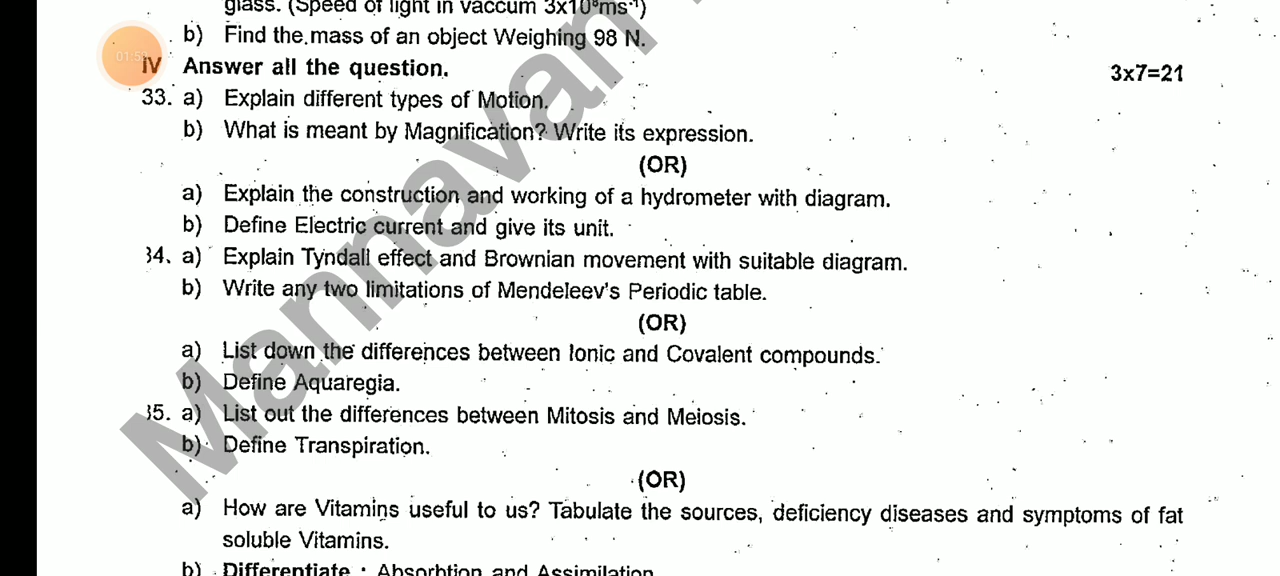 glass. (Speed of light in vaccum 3x10⁸ms⁻¹)
b) Find the mass of an object Weighing 98 N.
01:53
IV Answer all the question. 3x7=21
33. a) Explain different types of Motion.
b) What is meant by Magnification? Write its expression.
(OR)
a) Explain the construction and working of a hydrometer with diagram.
b) Define Electric current and give its unit.
34. a) Explain Tyndall effect and Brownian movement with suitable diagram.
b) Write any two limitations of Mendeleev's Periodic table.
(OR)
a) List down the differences between Ionic and Covalent compounds.
b) Define Aquaregia.
35. a) List out the differences between Mitosis and Meiosis.
b) Define Transpiration.
(OR)
a) How are Vitamins useful to us? Tabulate the sources, deficiency diseases and symptoms of fat
soluble Vitamins.
b) Differentiate : Absorbtion and Assimilation
Mannavan